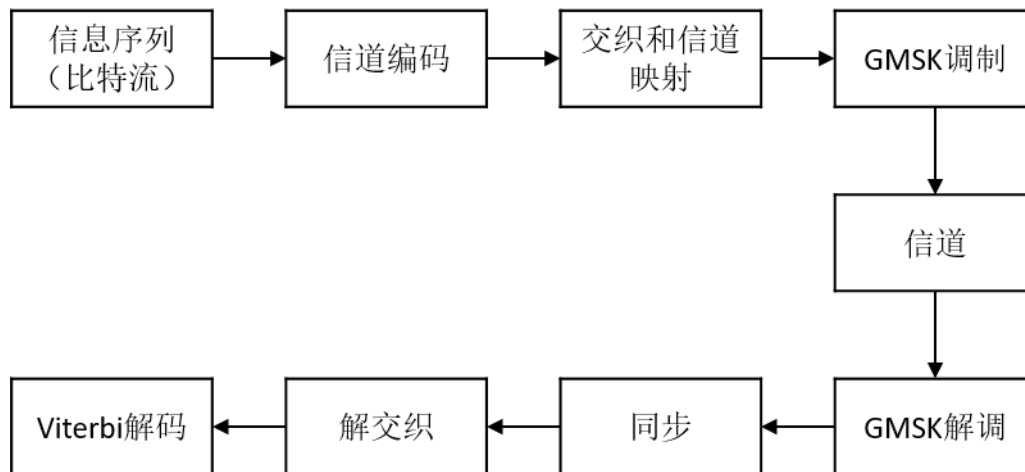 信息序列
（比特流）
信道编码
交织和信道
映射
GMSK调制
信道
Viterbi解码
解交织
同步
GMSK解调